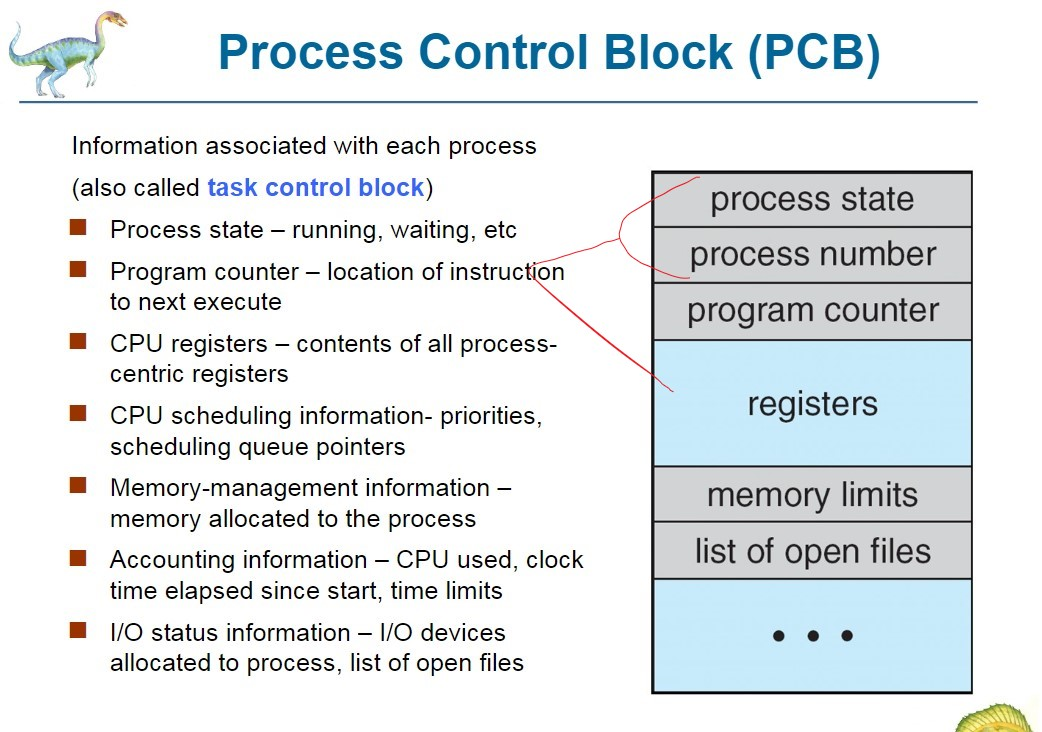 Process Control Block (PCB)
Information associated with each process
(also called task control block)
Process state – running, waiting, etc
Program counter – location of instruction
to next execute
CPU registers – contents of all process-
centric registers
CPU scheduling information- priorities,
scheduling queue pointers
Memory-management information –
memory allocated to the process
Accounting information – CPU used, clock
time elapsed since start, time limits
I/O status information – I/O devices
allocated to process, list of open files
process state
process number
program counter
registers
memory limits
list of open files
• • •